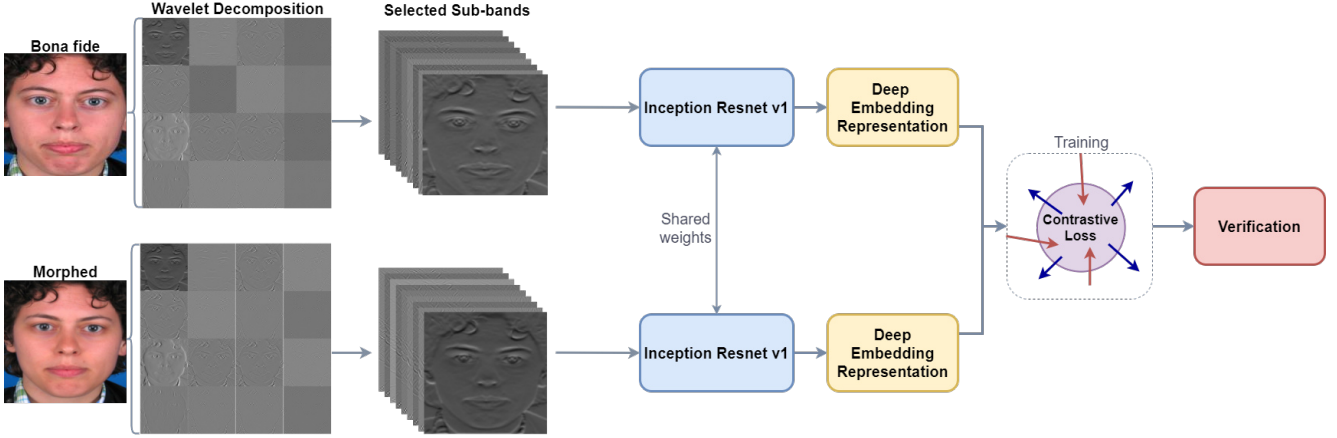 Wavelet Decomposition
Selected Sub-bands
Bona fide
Inception Resnet v1
Deep
Embedding
Representation
Training
Contrastive
Loss
Verification
Shared
weights
Morphed
Inception Resnet v1
Deep
Embedding
Representation